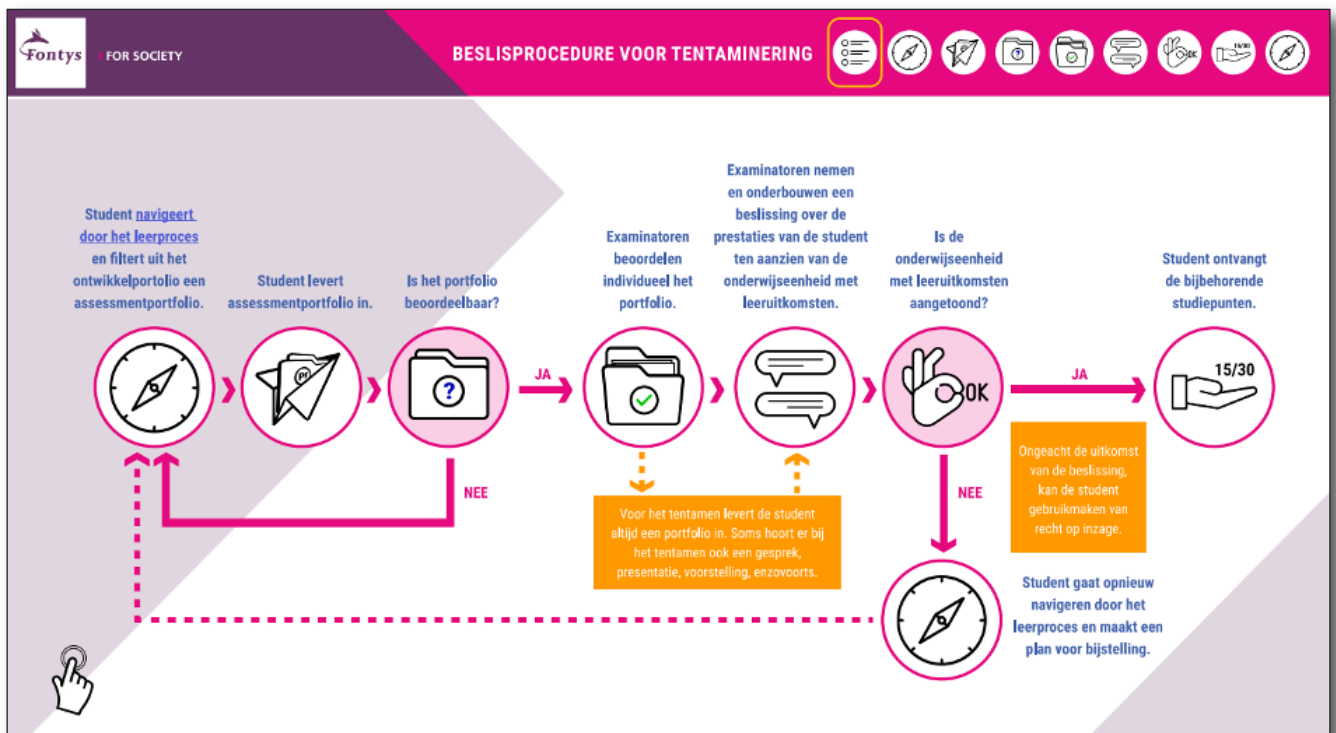 Fontys
> FOR SOCIETY
BESLISPROCEDURE VOOR TENTAMINERING
?
OK
15/30
Student navigeert
door het leerproces
en filtert uit het
ontwikkelportolio een
assessmentportfolio.
Student levert
assessmentportfolio in.
Is het portfolio
beoordeelbaar?
Examinatoren
beoordelen
individueel het
portfolio.
Examinatoren nemen
en onderbouwen een
beslissing over de
prestaties van de student
ten aanzien van de
onderwijseenheid met
leeruitkomsten.
Is de
onderwijseenheid
met leeruitkomsten
aangetoond?
Student ontvangt
de bijbehorende
studiepunten.
Pf
?
JA
OK
JA
15/30
NEE
Voor het tentamen levert de student
altijd een portfolio in. Soms hoort er bij
het tentamen ook een gesprek,
presentatie, voorstelling, enzovoorts.
NEE
Ongeacht de uitkomst
van de beslissing,
kan de student
gebruikmaken van
recht op inzage.
Student gaat opnieuw
navigeren door het
leerproces en maakt een
plan voor bijstelling.